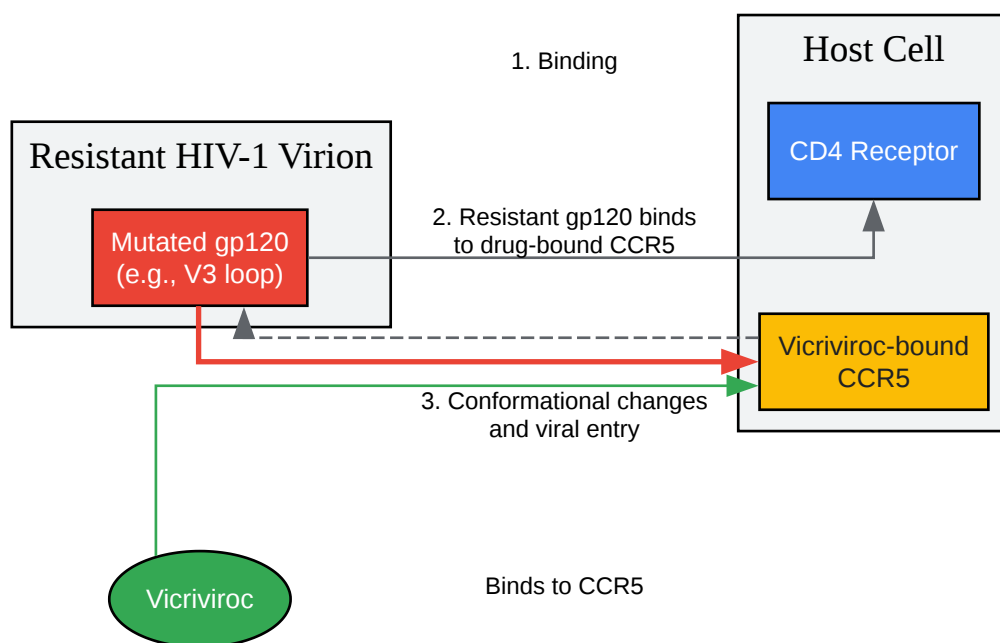 1. Binding
Host Cell
CD4 Receptor
Resistant HIV-1 Virion
Mutated gp120
(e.g., V3 loop)
2. Resistant gp120 binds
to drug-bound CCR5
Vicriviroc-bound
CCR5
3. Conformational changes
and viral entry
Vicriviroc
Binds to CCR5